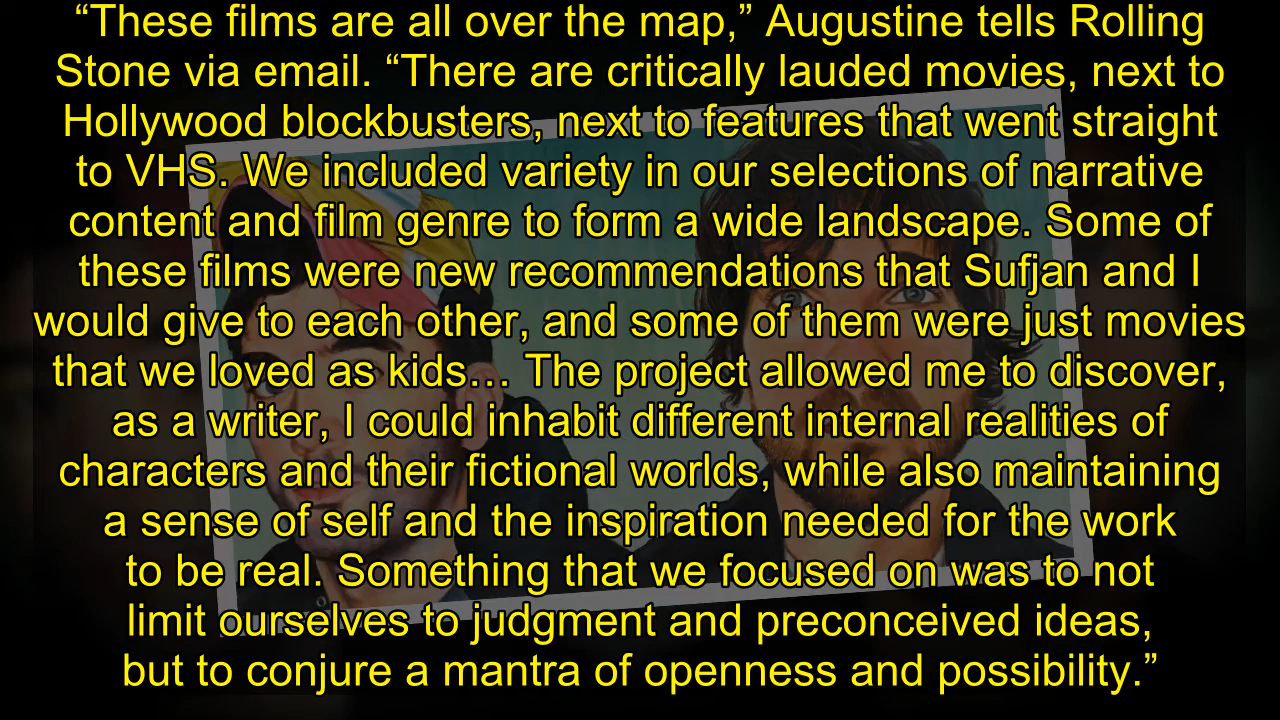 “These films are all over the map,” Augustine tells Rolling
Stone via email. “There are critically lauded movies, next to
Hollywood blockbusters, next to features that went straight
to VHS. We included variety in our selections of narrative
content and film genre to form a wide landscape. Some of
these films were new recommendations that Sufjan and I
would give to each other, and some of them were just movies
that we loved as kids… The project allowed me to discover,
as a writer, I could inhabit different internal realities of
characters and their fictional worlds, while also maintaining
a sense of self and the inspiration needed for the work
to be real. Something that we focused on was to not
limit ourselves to judgment and preconceived ideas,
but to conjure a mantra of openness and possibility.”